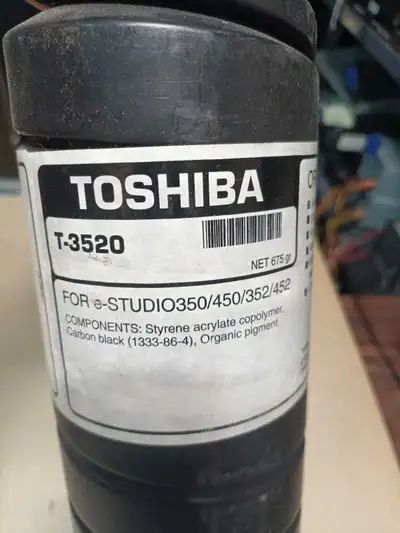 TOSHIBA
T-3520
NET 675 gr
FOR e-STUDIO350/450/352/452
COMPONENTS: Styrene acrylate copolymer,
Carbon black (1333-86-4), Organic pigment